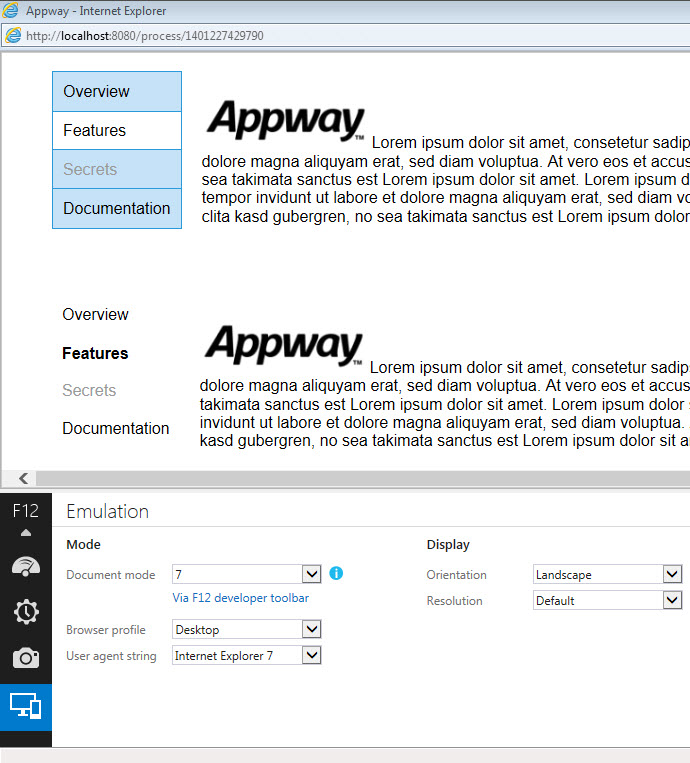 Appway - Internet Explorer
http://localhost:8080/process/1401227429790
Overview
Features
Secrets
Documentation
Appway™ Lorem ipsum dolor sit amet, consetetur sadip
dolore magna aliquyam erat, sed diam voluptua. At vero eos et accus
sea takimata sanctus est Lorem ipsum dolor sit amet. Lorem ipsum d
tempor invidunt ut labore et dolore magna aliquyam erat, sed diam vo
clita kasd gubergren, no sea takimata sanctus est Lorem ipsum dolor
Overview
Features
Secrets
Documentation
Appway™ Lorem ipsum dolor sit amet, consetetur sadip
dolore magna aliquyam erat, sed diam voluptua. At vero eos et accus
takimata sanctus est Lorem ipsum dolor sit amet. Lorem ipsum dolor
invidunt ut labore et dolore magna aliquyam erat, sed diam voluptua.
kasd gubergren, no sea takimata sanctus est Lorem ipsum dolor sit a
F12
Emulation
Mode
Document mode 7
Via F12 developer toolbar
Browser profile Desktop
User agent string Internet Explorer 7
Display
Orientation Landscape
Resolution Default